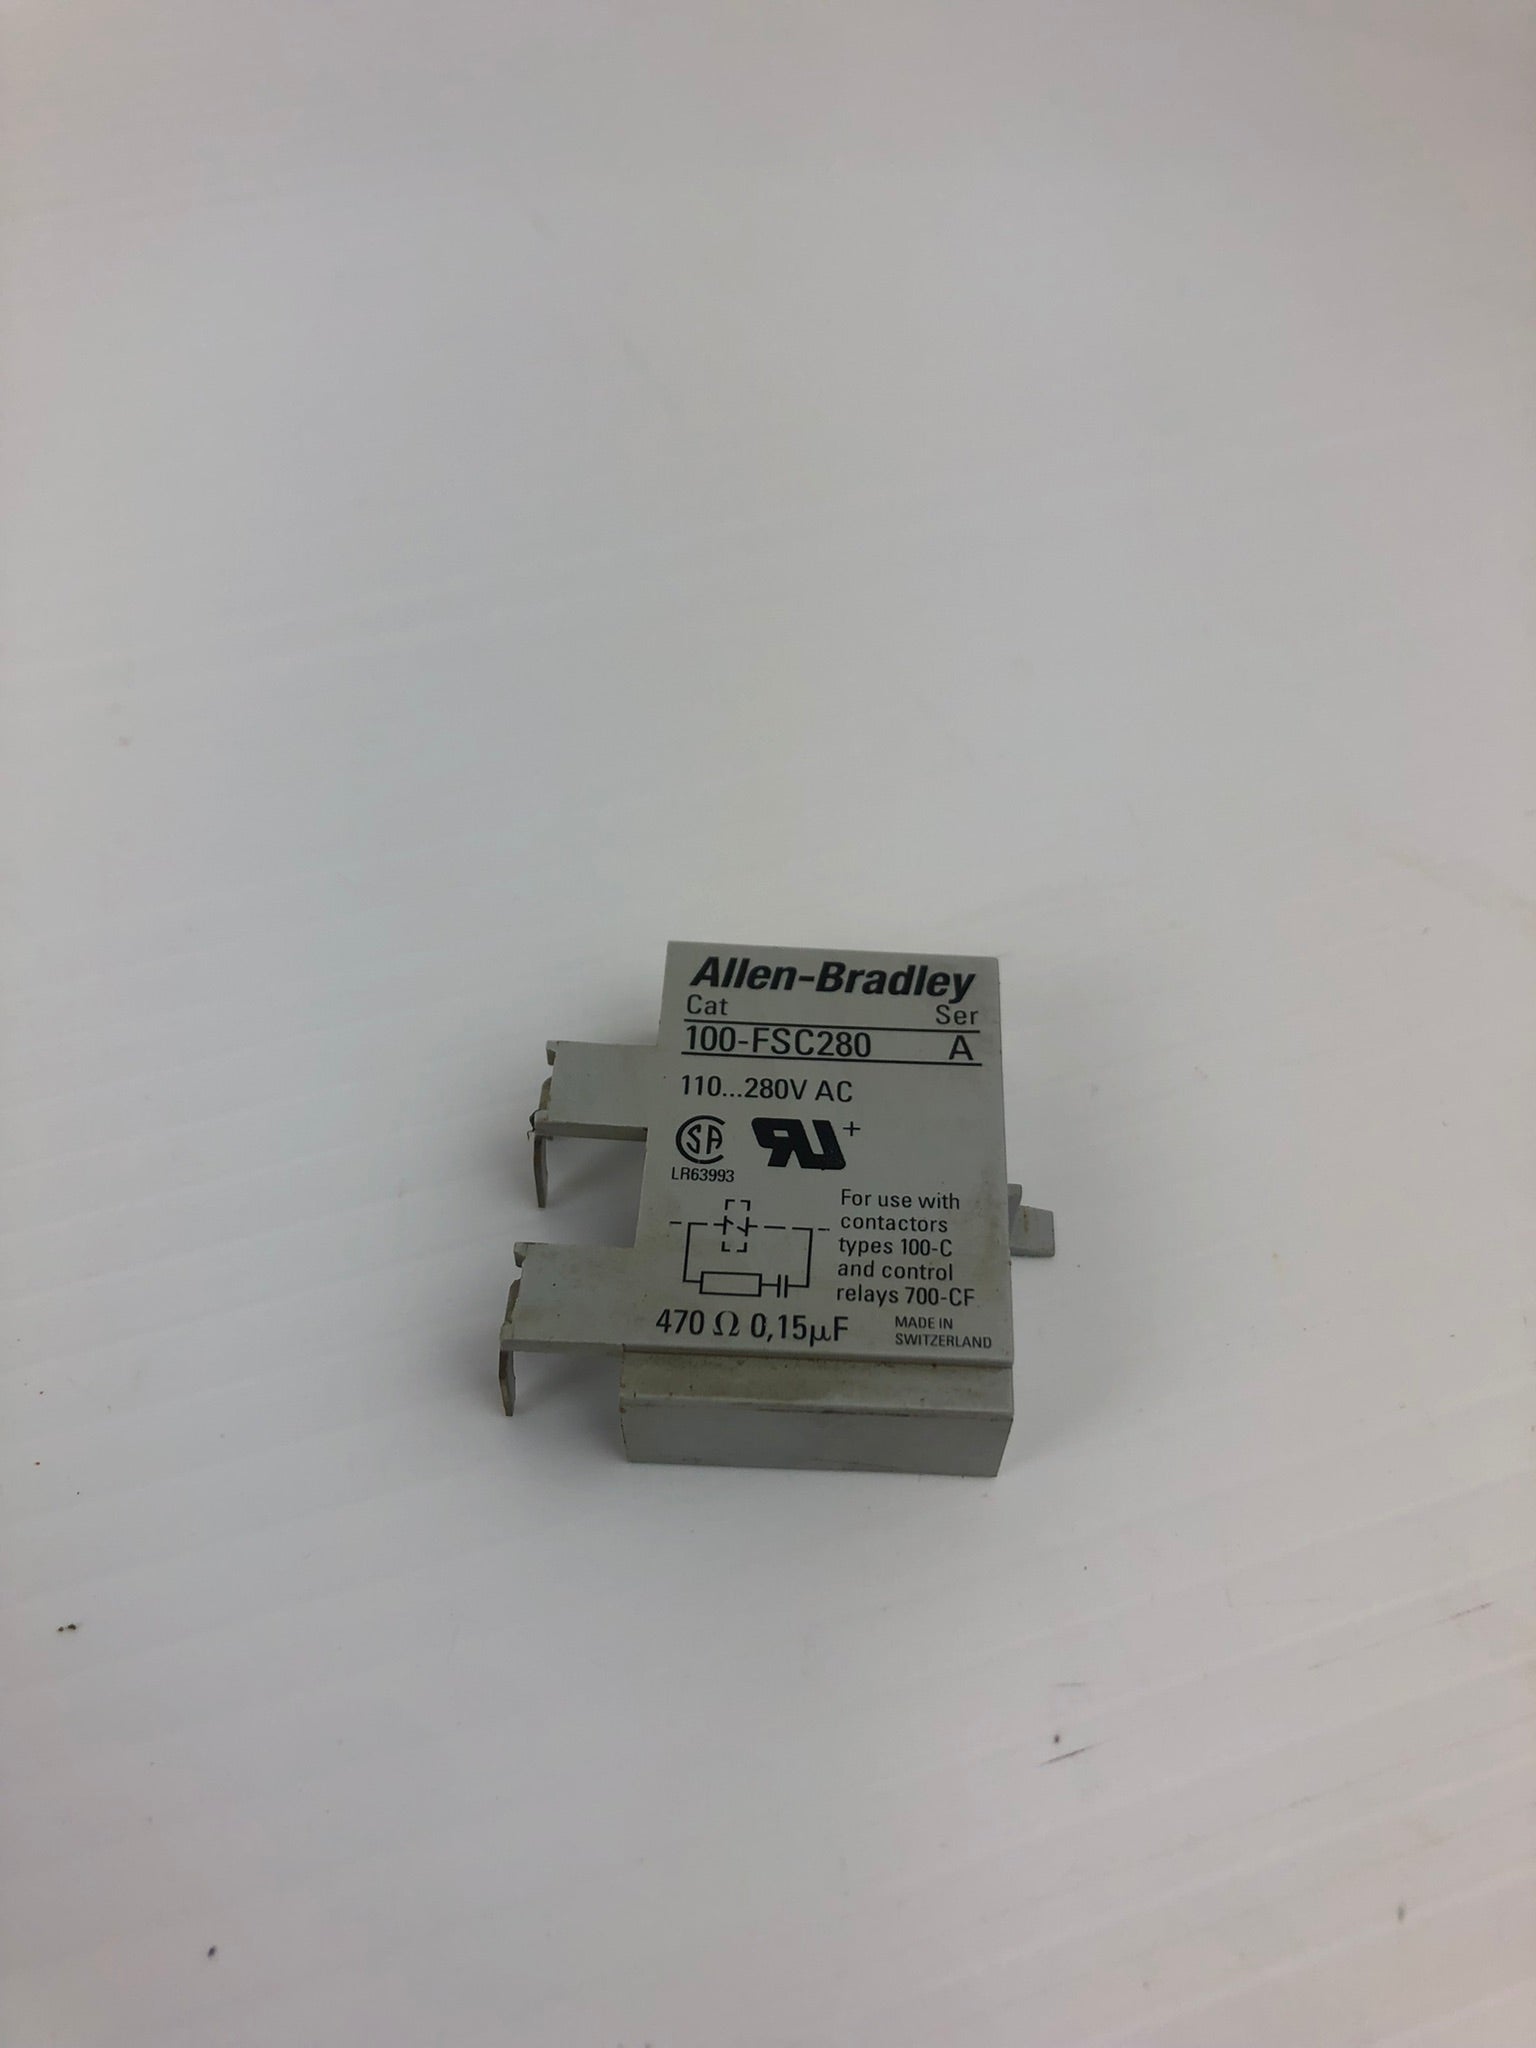 Allen-Bradley
Cat Ser
100-FSC280 A
110...280V AC
LR63993
For use with
contactors
types 100-C
and control
relays 700-CF
470 Ω 0,15µF
MADE IN
SWITZERLAND